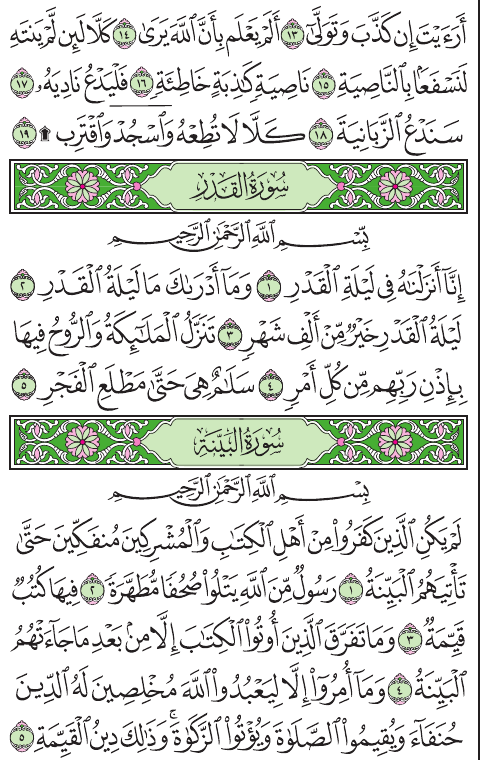 أَرَءَيْتَ إِن كَذَّبَ وَتَوَلَّىٰٓ ١٣ أَلَمْ يَعْلَم بِأَنَّ ٱللَّهَ يَرَىٰ ١٤ كَلَّا لَئِن لَّمْ يَنتَهِ
لَنَسْفَعَۢا بِٱلنَّاصِيَةِ ١٥ نَاصِيَةٍ كَٰذِبَةٍ خَاطِئَةٍ ١٦ فَلْيَدْعُ نَادِيَهُۥ ١٧
سَنَدْعُ ٱلزَّبَانِيَةَ ١٨ كَلَّا لَا تُطِعْهُ وَٱسْجُدْ وَٱقْتَرِب ۩ ١٩
سُورَةُ القَدْرِ
بِّسْمِ ٱللَّهِ ٱلرَّحْمَٰنِ ٱلرَّحِيمِ
إِنَّآ أَنزَلْنَٰهُ فِى لَيْلَةِ ٱلْقَدْرِ ١ وَمَآ أَدْرَىٰكَ مَا لَيْلَةُ ٱلْقَدْرِ ٢
لَيْلَةُ ٱلْقَدْرِ خَيْرٌ مِّنْ أَلْفِ شَهْرٍ ٣ تَنَزَّلُ ٱلْمَلَٰٓئِكَةُ وَٱلرُّوحُ فِيهَا
بِإِذْنِ رَبِّهِم مِّن كُلِّ أَمْرٍ ٤ سَلَٰمٌ هِىَ حَتَّىٰ مَطْلَعِ ٱلْفَجْرِ ٥
سُورَةُ البَيِّنَةِ
بِسْمِ ٱللَّهِ ٱلرَّحْمَٰنِ ٱلرَّحِيمِ
لَمْ يَكُنِ ٱلَّذِينَ كَفَرُوا۟ مِنْ أَهْلِ ٱلْكِتَٰبِ وَٱلْمُشْرِكِينَ مُنفَكِّينَ حَتَّىٰ
تَأْتِيَهُمُ ٱلْبَيِّنَةُ ١ رَسُولٌ مِّنَ ٱللَّهِ يَتْلُوا۟ صُحُفًا مُّطَهَّرَةً ٢ فِيهَا كُتُبٌ
قَيِّمَةٌ ٣ وَمَا تَفَرَّقَ ٱلَّذِينَ أُوتُوا۟ ٱلْكِتَٰبَ إِلَّا مِنۢ بَعْدِ مَا جَآءَتْهُمُ
ٱلْبَيِّنَةُ ٤ وَمَآ أُمِرُوٓا۟ إِلَّا لِيَعْبُدُوا۟ ٱللَّهَ مُخْلِصِينَ لَهُ ٱلدِّينَ
حُنَفَآءَ وَيُقِيمُوا۟ ٱلصَّلَوٰةَ وَيُؤْتُوا۟ ٱلزَّكَوٰةَ ۚ وَذَٰلِكَ دِينُ ٱلْقَيِّمَةِ ٥